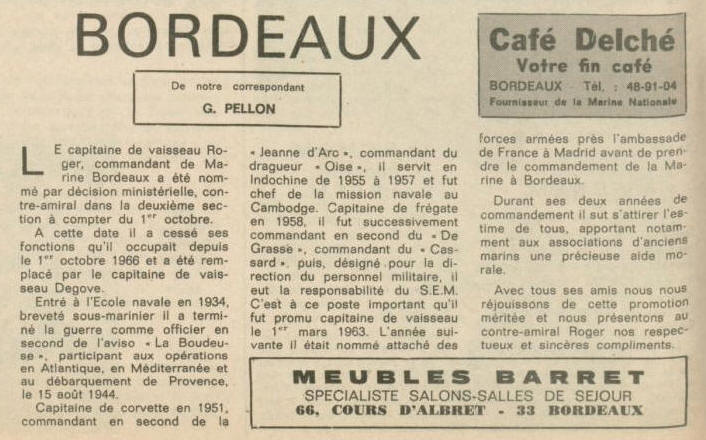 BORDEAUX
De notre correspondant
G. PELLON
Café Delché
Votre fin café
BORDEAUX - Tél. : 48-91-04
Fournisseur de la Marine Nationale
LE capitaine de vaisseau Ro-
ger, commandant de Ma-
rine Bordeaux a été nom-
mé par décision ministérielle, con-
tre-amiral dans la deuxième sec-
tion à compter du 1er octobre.
A cette date il a cessé ses
fonctions qu'il occupait depuis
le 1er octobre 1966 et a été rem-
placé par le capitaine de vais-
seau Degove.
Entré à l'Ecole navale en 1934,
breveté sous-marinier il a termi-
né la guerre comme officier en
second de l'aviso « La Boudeu-
se », participant aux opérations
en Atlantique, en Méditerranée et
au débarquement de Provence,
le 15 août 1944.
Capitaine de corvette en 1951,
commandant en second de la
« Jeanne d'Arc », commandant du
dragueur « Oise », il servit en
Indochine de 1955 à 1957 et fut
chef de la mission navale au
Cambodge. Capitaine de frégate
en 1958, il fut successivement
commandant en second du « De
Grasse », commandant du « Cas-
sard », puis, désigné pour la di-
rection du personnel militaire, il
eut la responsabilité du S.E.M.
C'est à ce poste important qu'il
fut promu capitaine de vaisseau
le 1er mars 1963. L'année sui-
vante il était nommé attaché des
forces armées près l'ambassade
de France à Madrid avant de pren-
dre le commandement de la Ma-
rine à Bordeaux.
Durant ses deux années de
commandement il sut s'attirer l'es-
time de tous, apportant notam-
ment aux associations d'anciens
marins une précieuse aide mo-
rale.
Avec tous ses amis nous nous
réjouissons de cette promotion
méritée et nous présentons au
contre-amiral Roger nos respec-
tueux et sincères compliments.
MEUBLES BARRET
SPECIALISTE SALONS-SALLES DE SEJOUR
66, COURS D'ALBRET - 33 BORDEAUX